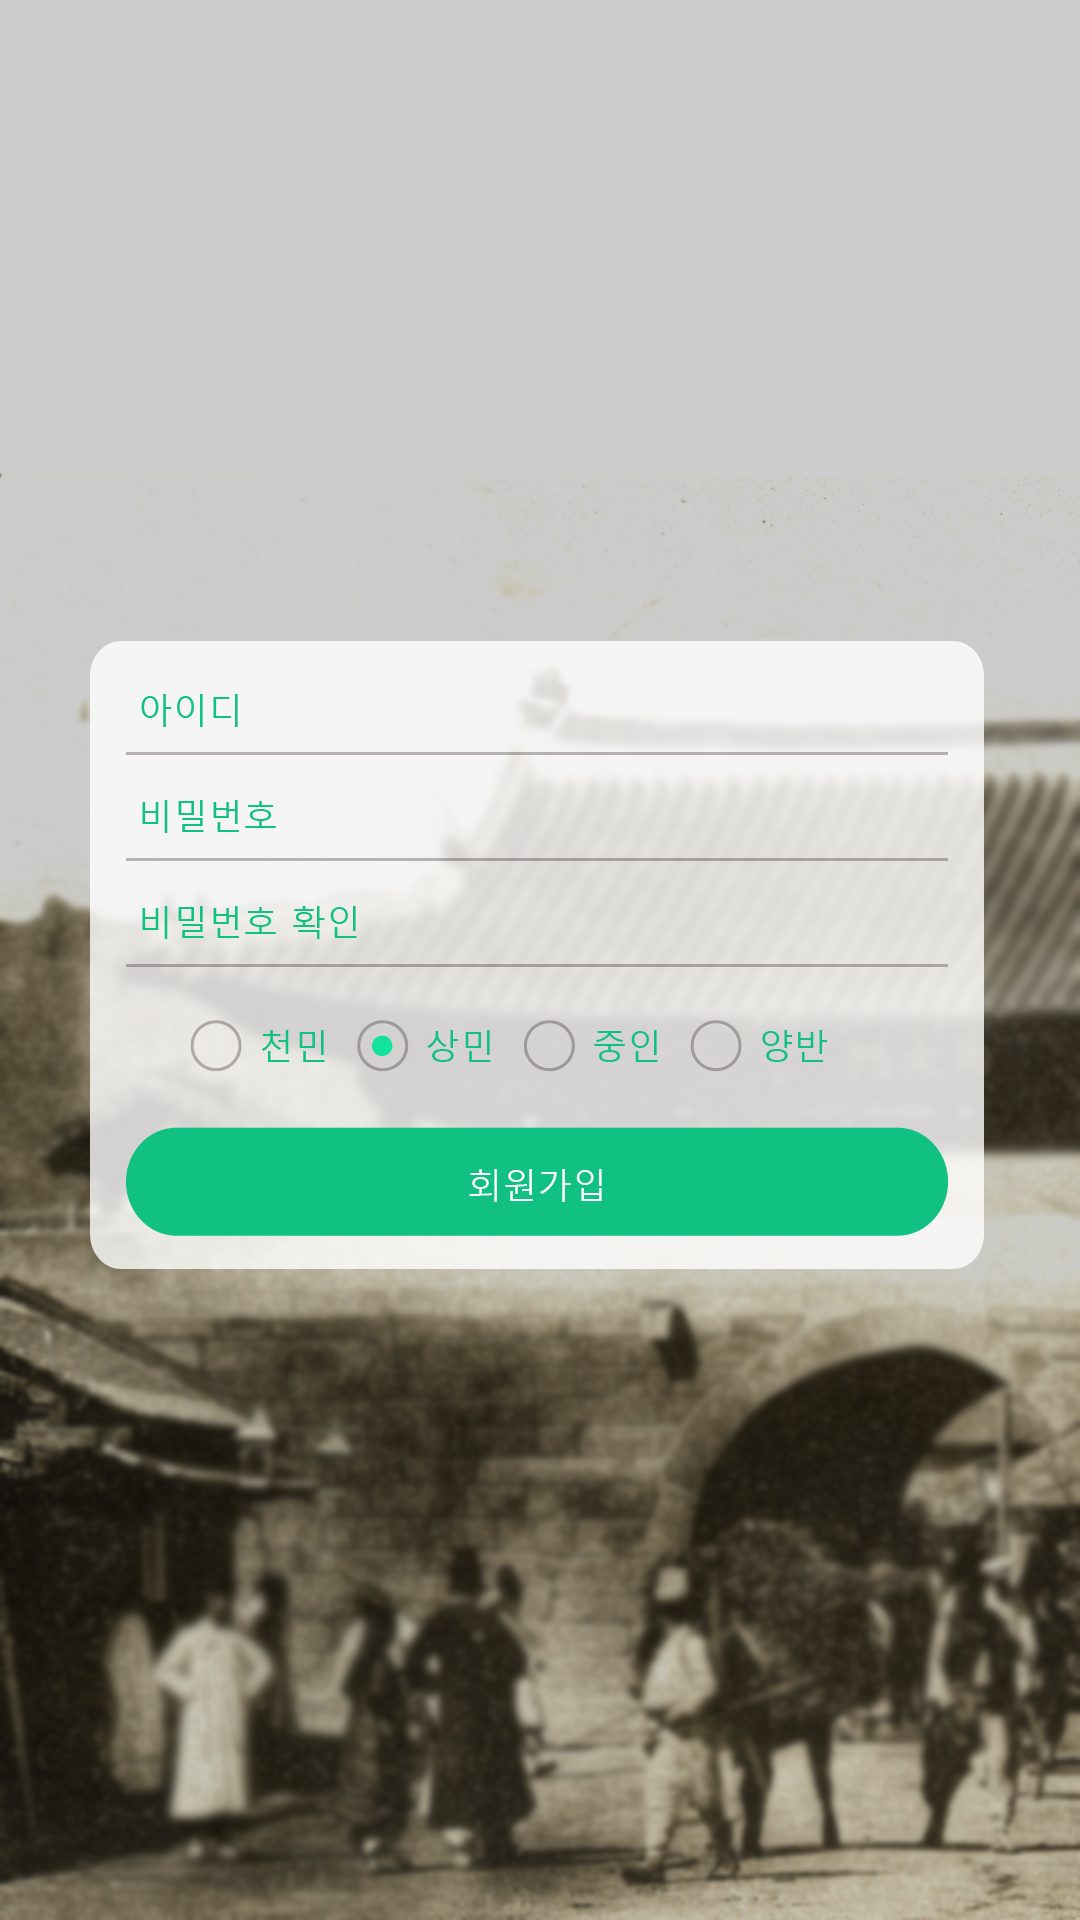 아이디
비밀번호
비밀번호 확인
천민 상민 중인 양반
회원가입